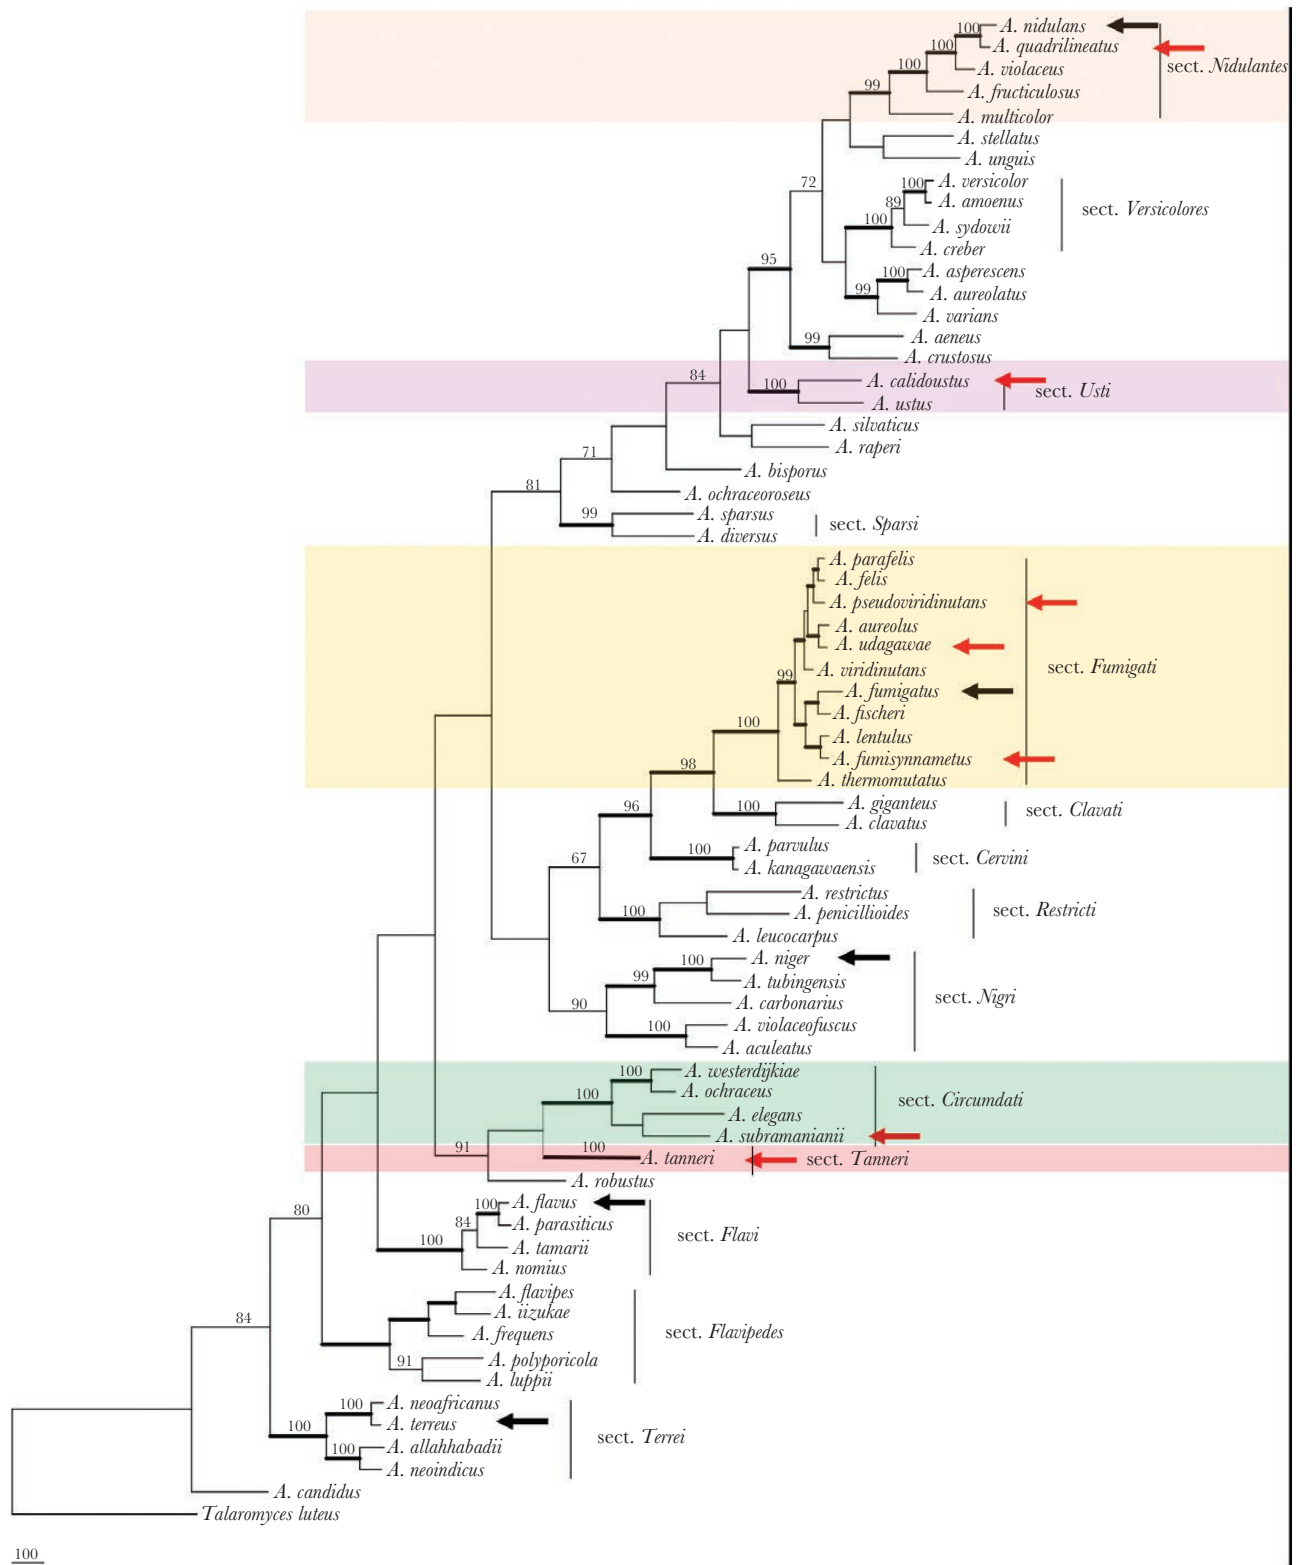 100 A. nidulans
100 A. quadrilineatus
100 A. violaceus
sect. Nidulantes
99 A. fructiculosus
A. multicolor
A. stellatus
A. unguis
72
100 A. versicolor
89 A. amoenus
sect. Versicolores
100 A. sydowii
A. creber
95
100 A. asperescens
99 A. aureolatus
A. varians
99 A. aeneus
A. crustosus
84
100 A. calidoustus
sect. Usti
A. ustus
A. silvaticus
A. raperi
71
A. bisporus
81
A. ochraceoroseus
99 A. sparsus
sect. Sparsi
A. diversus
A. parafelis
A. felis
A. pseudoviridinutans
A. aureolus
A. udagawae
sect. Fumigati
99 A. viridinutans
A. fumigatus
A. fischeri
100
A. lentulus
A. fumisynnametus
98
A. thermomutatus
100 A. giganteus
sect. Clavati
96
A. clavatus
100 A. parvulus
sect. Cervini
67
A. kanagawaensis
A. restrictus
100 A. penicillioides
sect. Restricti
A. leucocarpus
100 A. niger
99 A. tubingensis
sect. Nigri
90 A. carbonarius
100 A. violaceofuscus
A. aculeatus
100 A. westerdijkiae
100 A. ochraceus
sect. Circumdati
A. elegans
A. subramanianii
91 100 A. tanneri
sect. Tanneri
A. robustus
80
100 A. flavus
84 A. parasiticus
sect. Flavi
100 A. tamarii
A. nomius
A. flavipes
A. iizukae
84
A. frequens
sect. Flavipedes
91 A. polyporicola
A. luppii
100 A. neoafricanus
100 A. terreus
sect. Terrei
100 A. allahhabadii
A. neoindicus
A. candidus
Talaromyces luteus
100